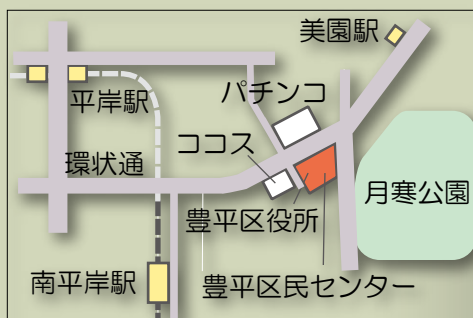 美園駅
平岸駅
パチンコ
ココス
環状通
月寒公園
豊平区役所
南平岸駅
豊平区民センター